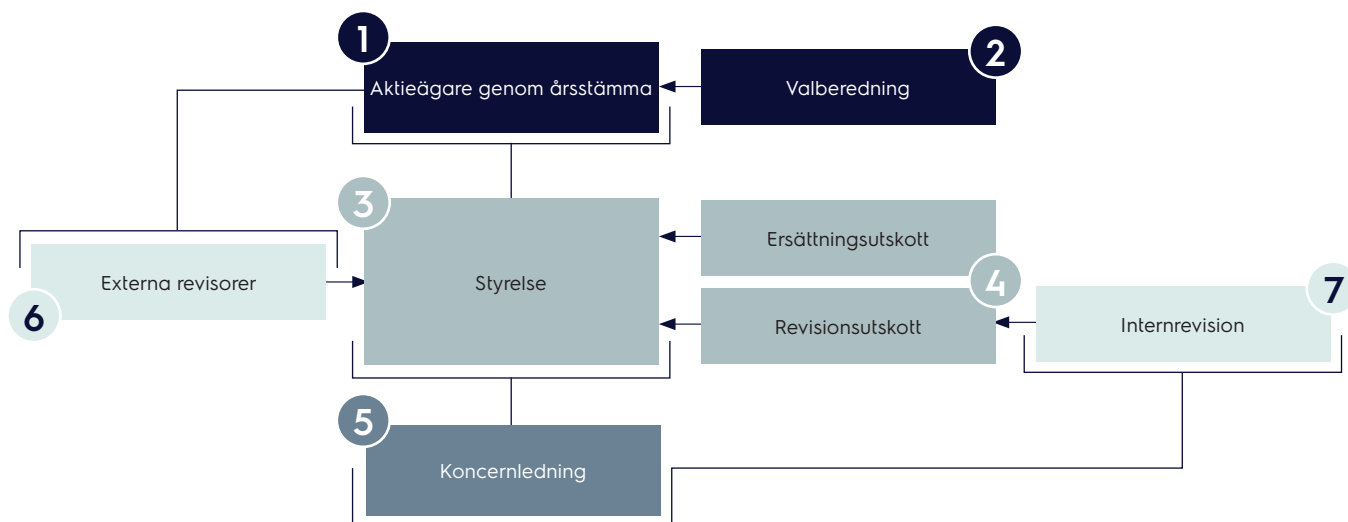 1
Aktieägare genom årsstämma
2
Valberedning
3
Styrelse
Ersättningsutskott
4
Revisionsutskott
6
Externa revisorer
7
Internrevision
5
Koncernledning